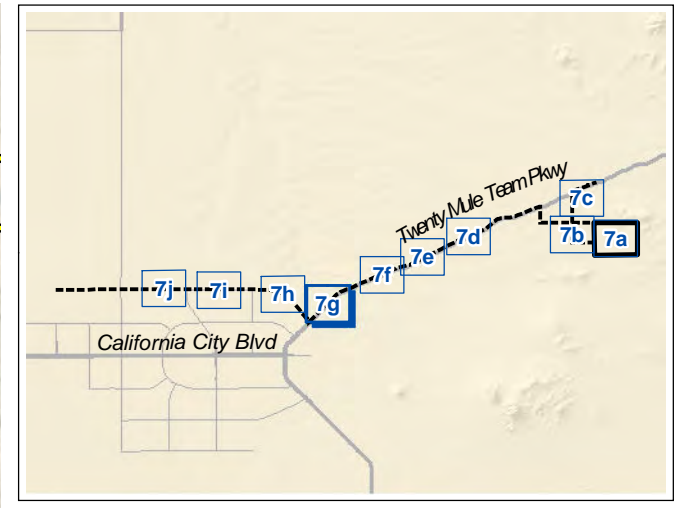 Twenty Mule Team Pkwy
7c
7b
7a
7d
7e
7f
7g
7h
7i
7j
California City Blvd